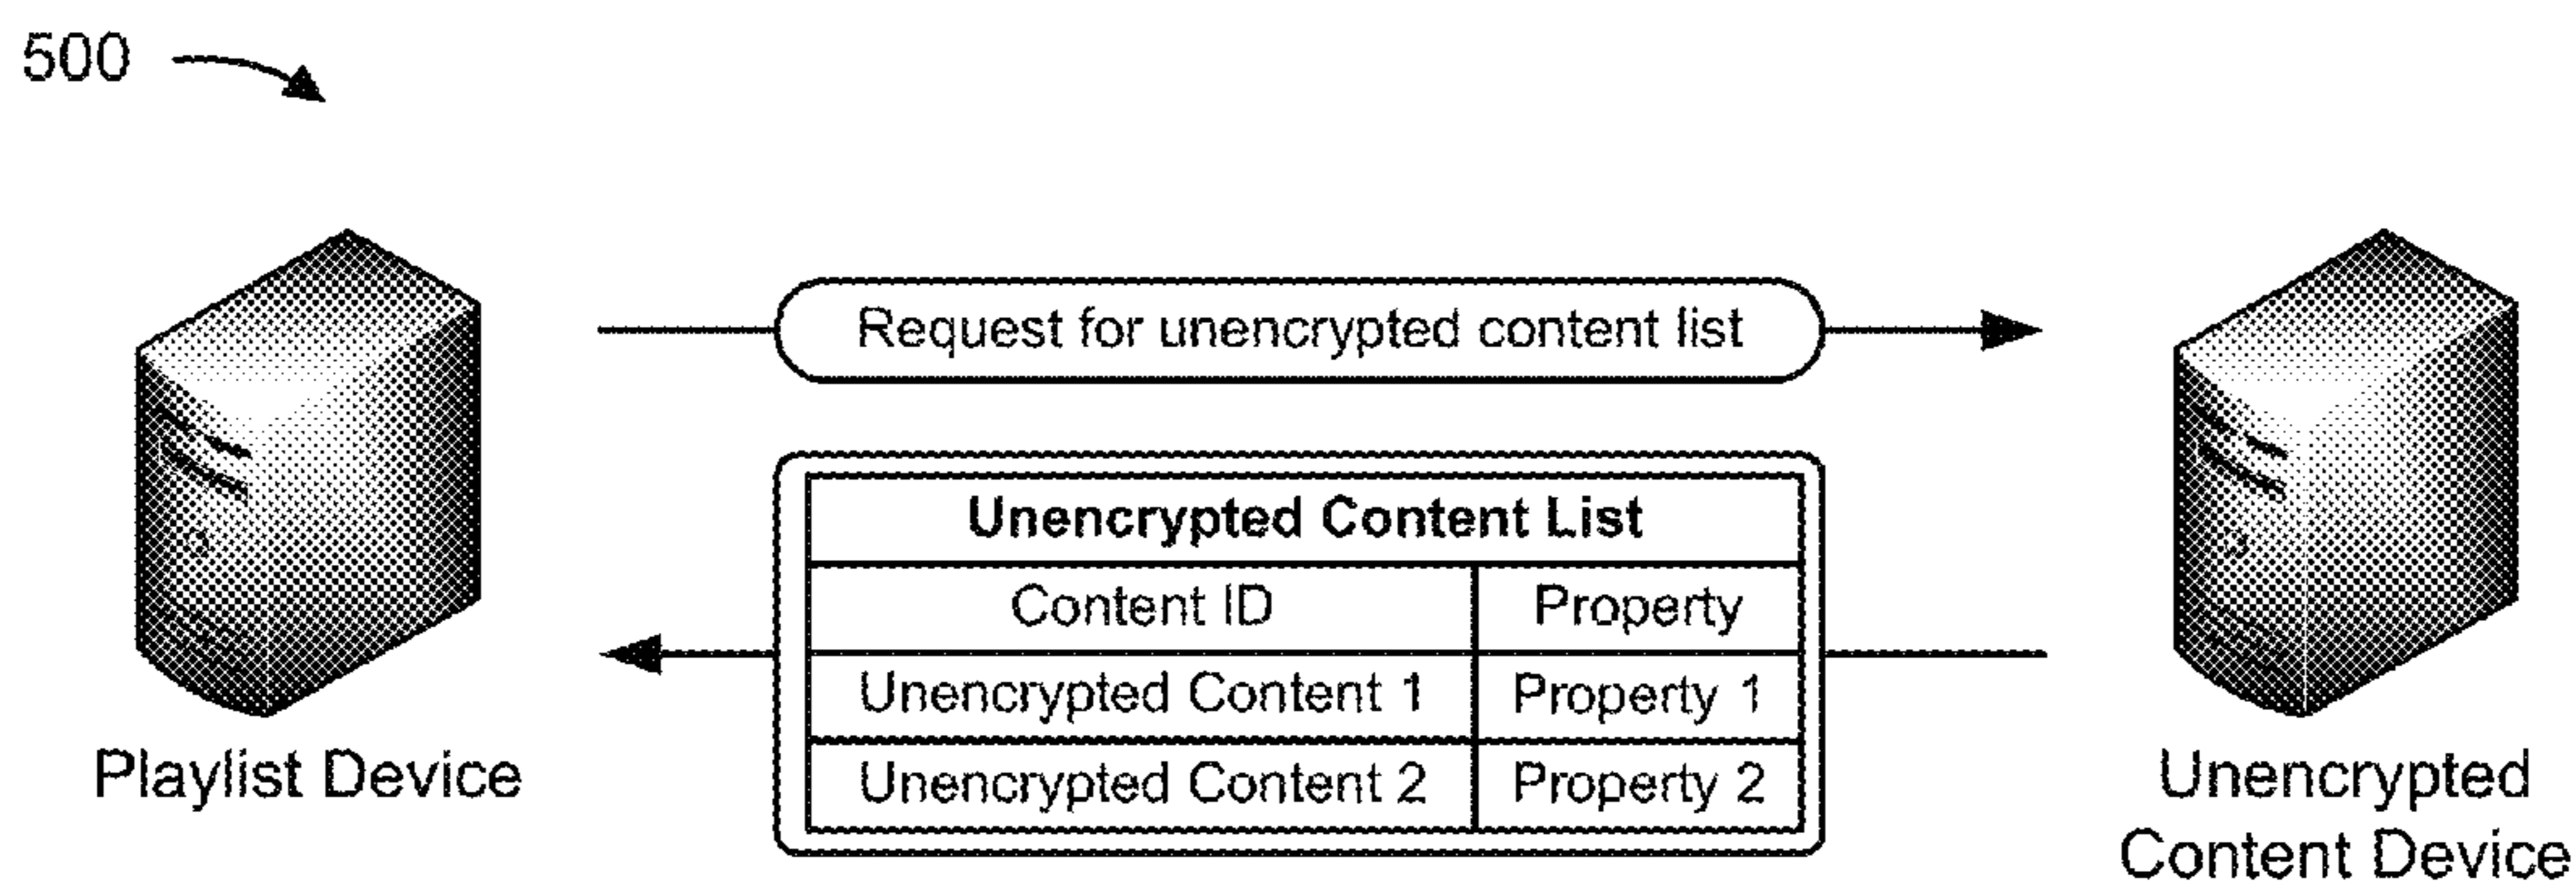 500
Request for unencrypted content list
Unencrypted Content List
Content ID Property
Unencrypted Content 1 Property 1
Unencrypted Content 2 Property 2
Playlist Device
Unencrypted
Content Device